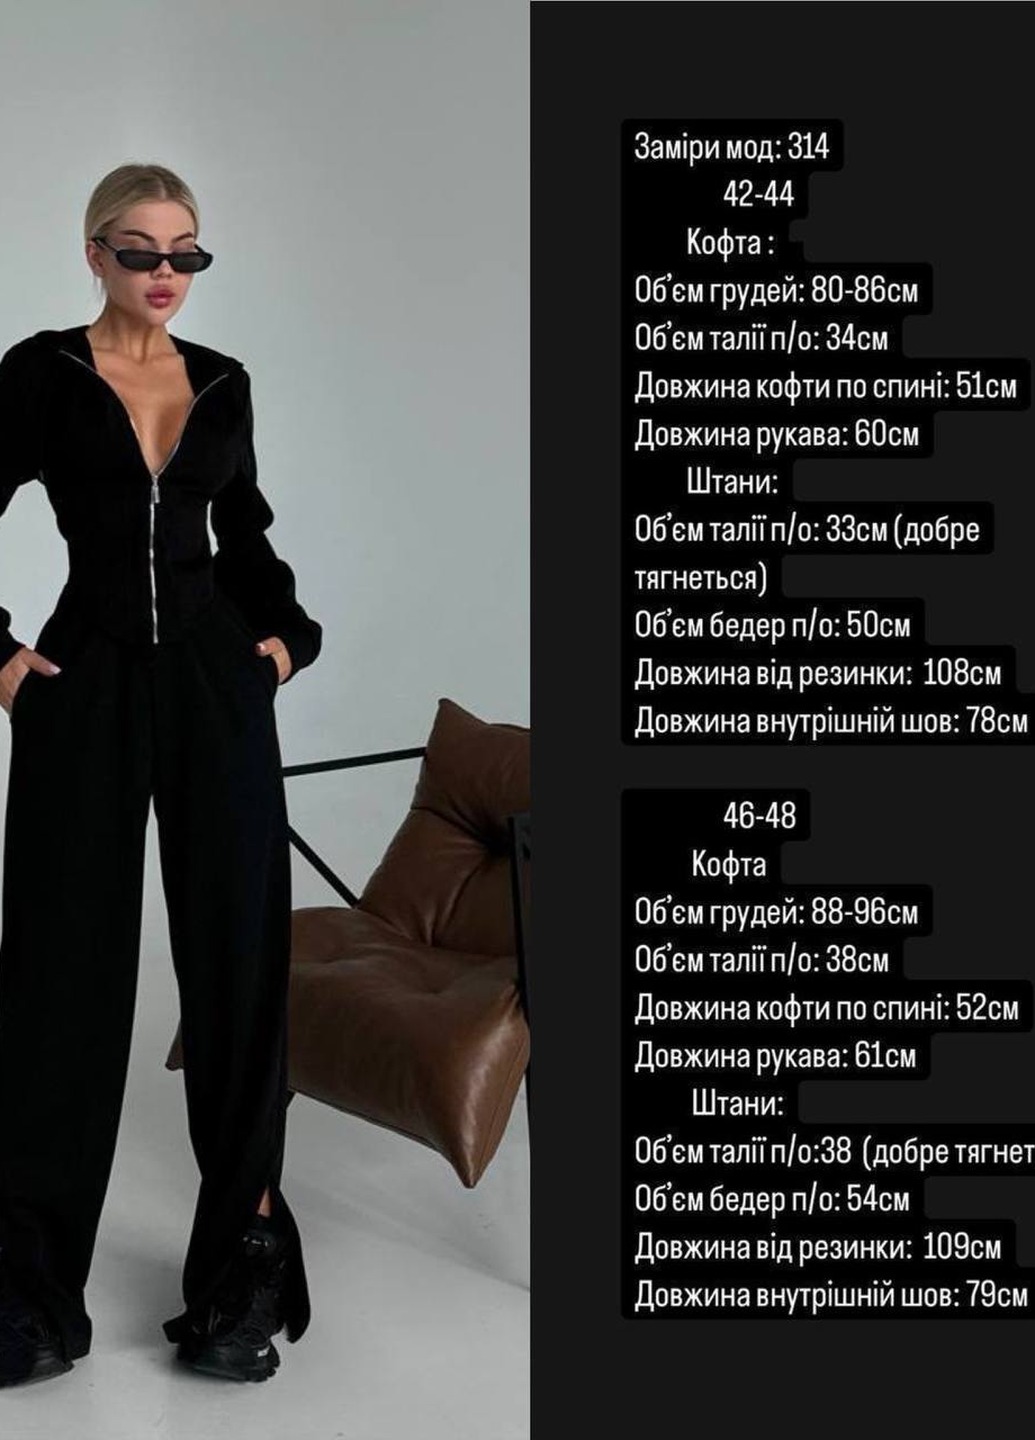 Заміри мод: 314
42-44
Кофта :
Об'єм грудей: 80-86см
Об'єм талії п/о: 34см
Довжина кофти по спині: 51см
Довжина рукава: 60см
Штани:
Об'єм талії п/о: 33см (добре
тягнеться)
Об'єм бедер п/о: 50см
Довжина від резинки: 108см
Довжина внутрішній шов: 78см
46-48
Кофта
Об'єм грудей: 88-96см
Об'єм талії п/о: 38см
Довжина кофти по спині: 52см
Довжина рукава: 61см
Штани:
Об'єм талії п/о:38 (добре тягнет
Об'єм бедер п/о: 54см
Довжина від резинки: 109см
Довжина внутрішній шов: 79см